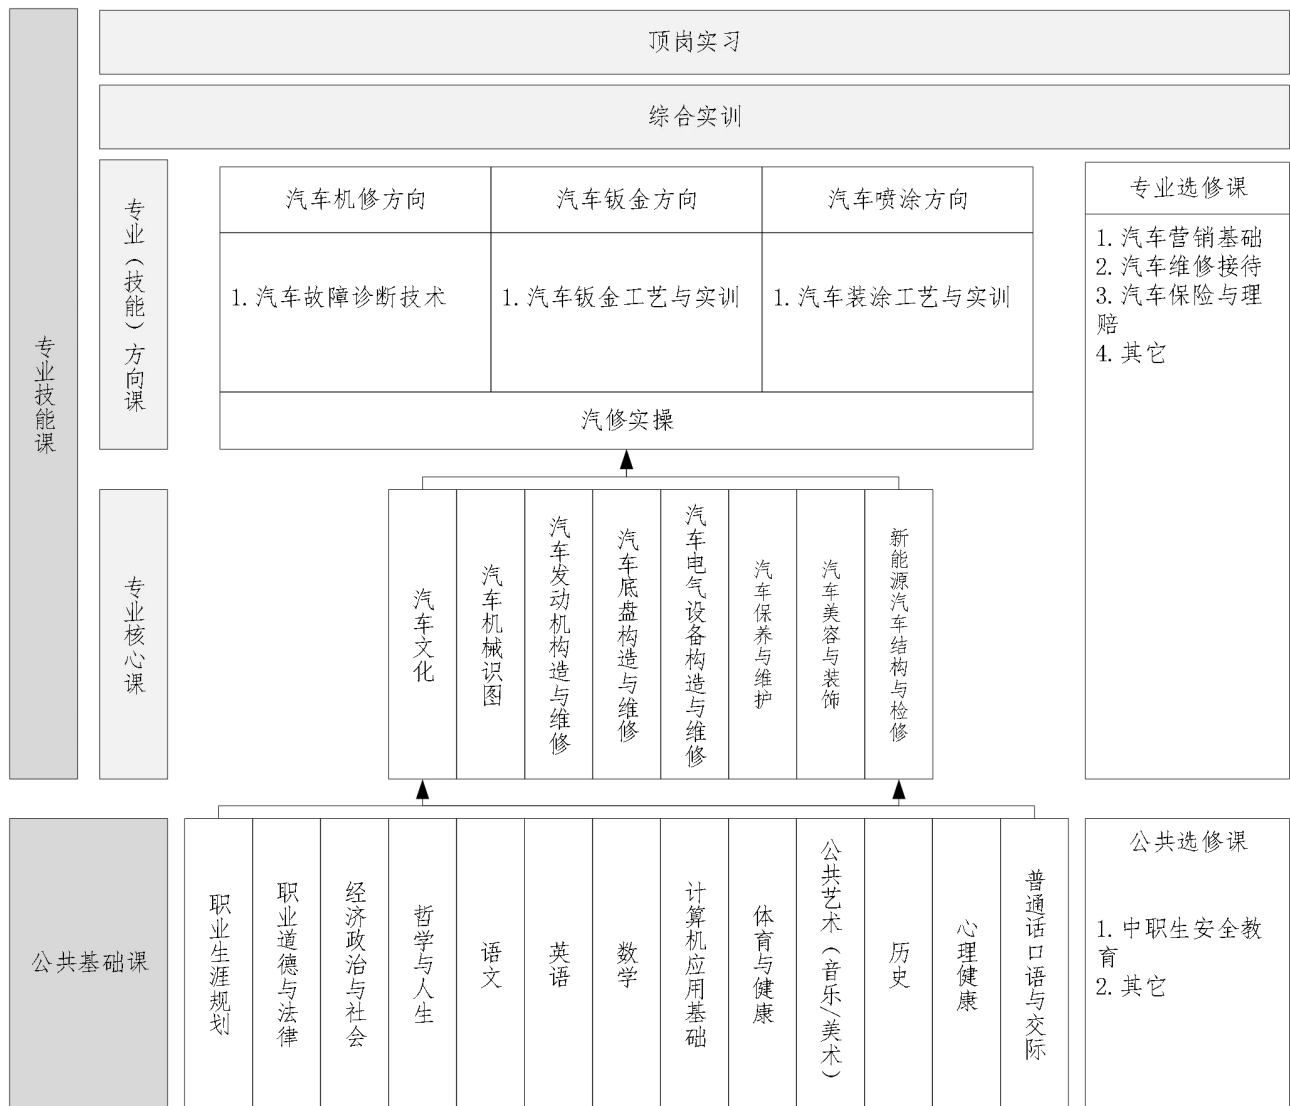 顶岗实习
综合实训
专业技能课
专业（技能）方向课
汽车机修方向
汽车钣金方向
汽车喷涂方向
1.汽车故障诊断技术
1.汽车钣金工艺与实训
1.汽车装涂工艺与实训
汽修实操
专业选修课
1.汽车营销基础
2.汽车维修接待
3.汽车保险与理
赔
4.其它
专业核心课
汽车文化
汽车机械识图
汽车发动机构造与维修
汽车底盘构造与维修
汽车电气设备构造与维修
汽车保养与维护
汽车美容与装饰
新能源汽车结构与检修
公共基础课
职业生涯规划
职业道德与法律
经济政治与社会
哲学与人生
语文
英语
数学
计算机应用基础
体育与健康
公共艺术（音乐/美术）
历史
心理健康
普通话口语与交际
公共选修课
1.中职生安全教
育
2.其它